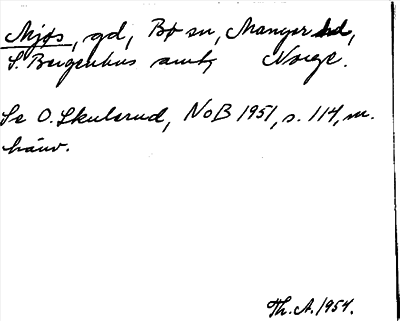 Mjøs, gd, Bø sn, Manger hd,
S. Bergenhus amt, Norge.
Se O. Skulerud, NoB 1951, s. 114, m.
hänv.
Th. A. 1954.